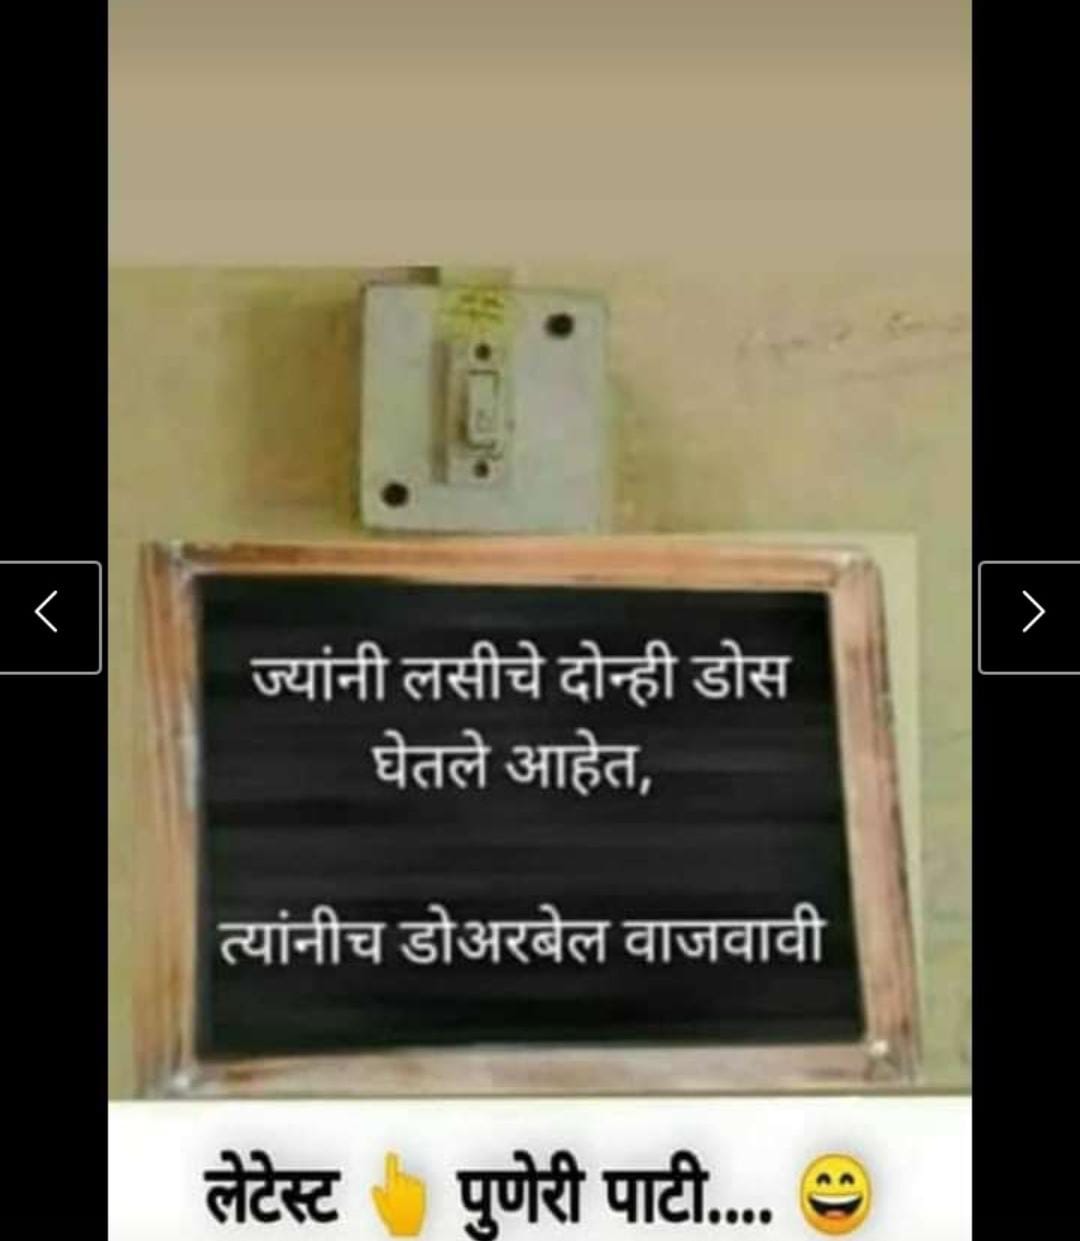 ज्यांनी लसीचे दोन्ही डोस
घेतले आहेत,
त्यांनीच डोअरबेल वाजवावी
लेटेस्ट 👆 पुणेरी पाटी.... 😄